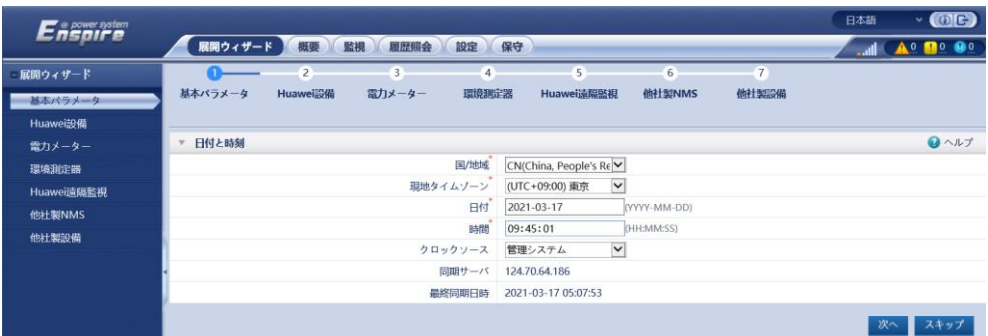 e power system
Enspire
日本語
展開ウィザード 概要 監視 履歴照会 設定 保守
0 0 0
展開ウィザード
基本パラメータ
Huawei設備
電力メーター
環境測定器
Huawei遠隔監視
他社製NMS
他社製設備
1 2 3 4 5 6 7
基本パラメータ Huawei設備 電力メーター 環境測定器 Huawei遠隔監視 他社製NMS 他社製設備
日付と時刻 ヘルプ
国/地域* CN(China, People's Re
現地タイムゾーン* (UTC+09:00) 東京
日付* 2021-03-17 (YYYY-MM-DD)
時間* 09:45:01 (HH:MM:SS)
クロックソース 管理システム
同期サーバ 124.70.64.186
最終同期日時 2021-03-17 05:07:53
次へ スキップ